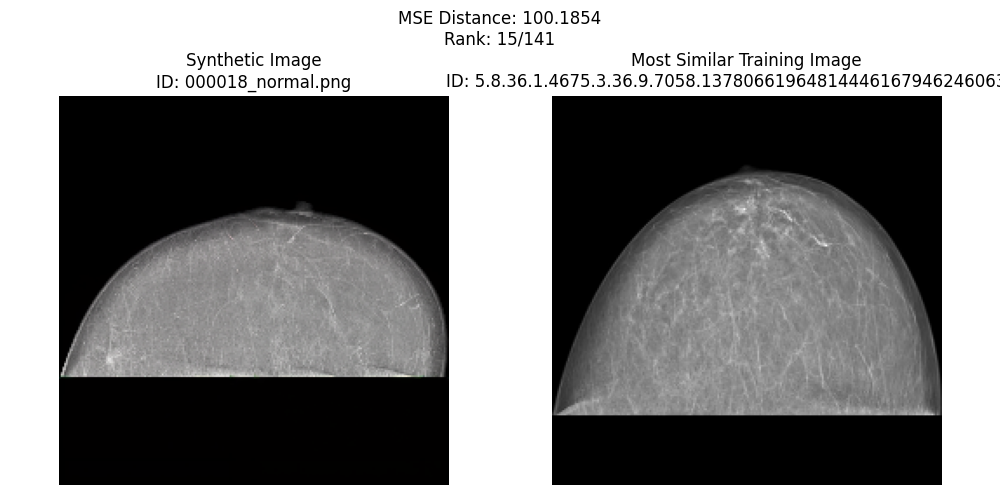 MSE Distance: 100.1854
Rank: 15/141
Synthetic Image
ID: 000018_normal.png
Most Similar Training Image
ID: 5.8.36.1.4675.3.36.9.7058.1378066196481444616794624606